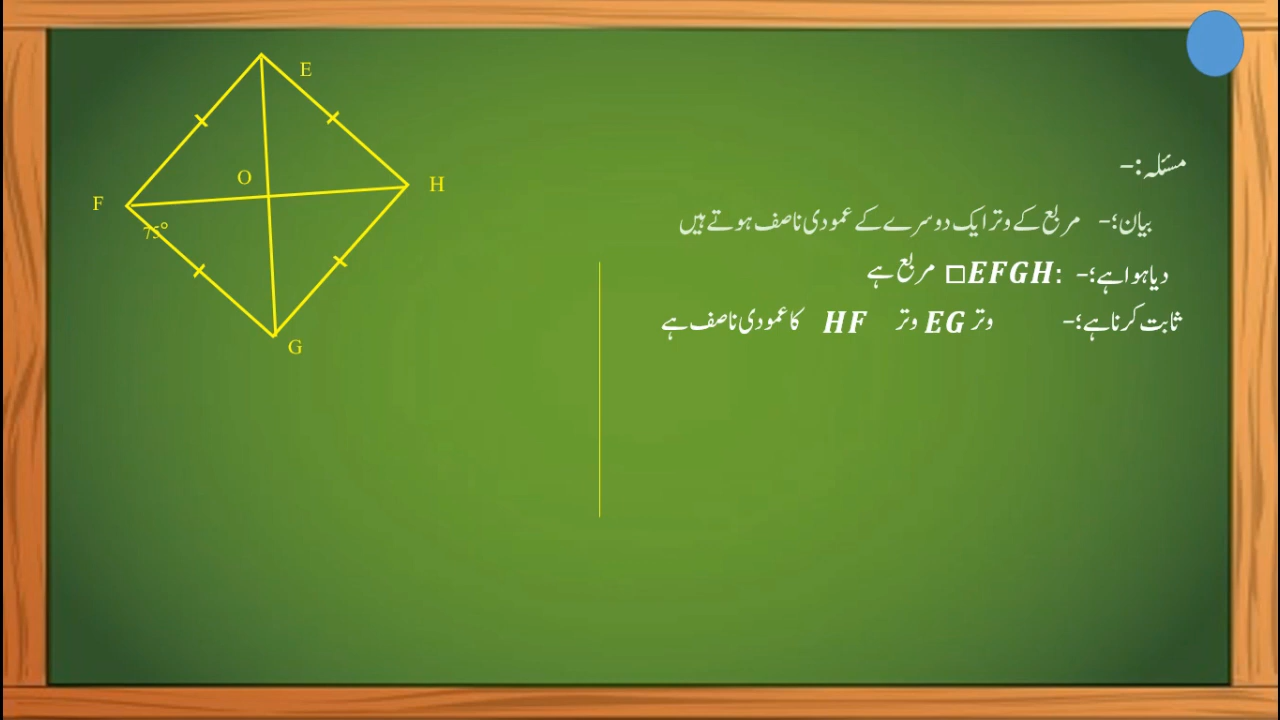 E
O
H
F
75°
G
مسئلہ:-
بیان؛- مربع کے وتر ایک دوسرے کے عمودی ناصف ہوتے ہیں
دیا ہوا ہے؛- :□EFGH مربع ہے
ثابت کرنا ہے؛- وتر EG وتر HF کا عمودی ناصف ہے